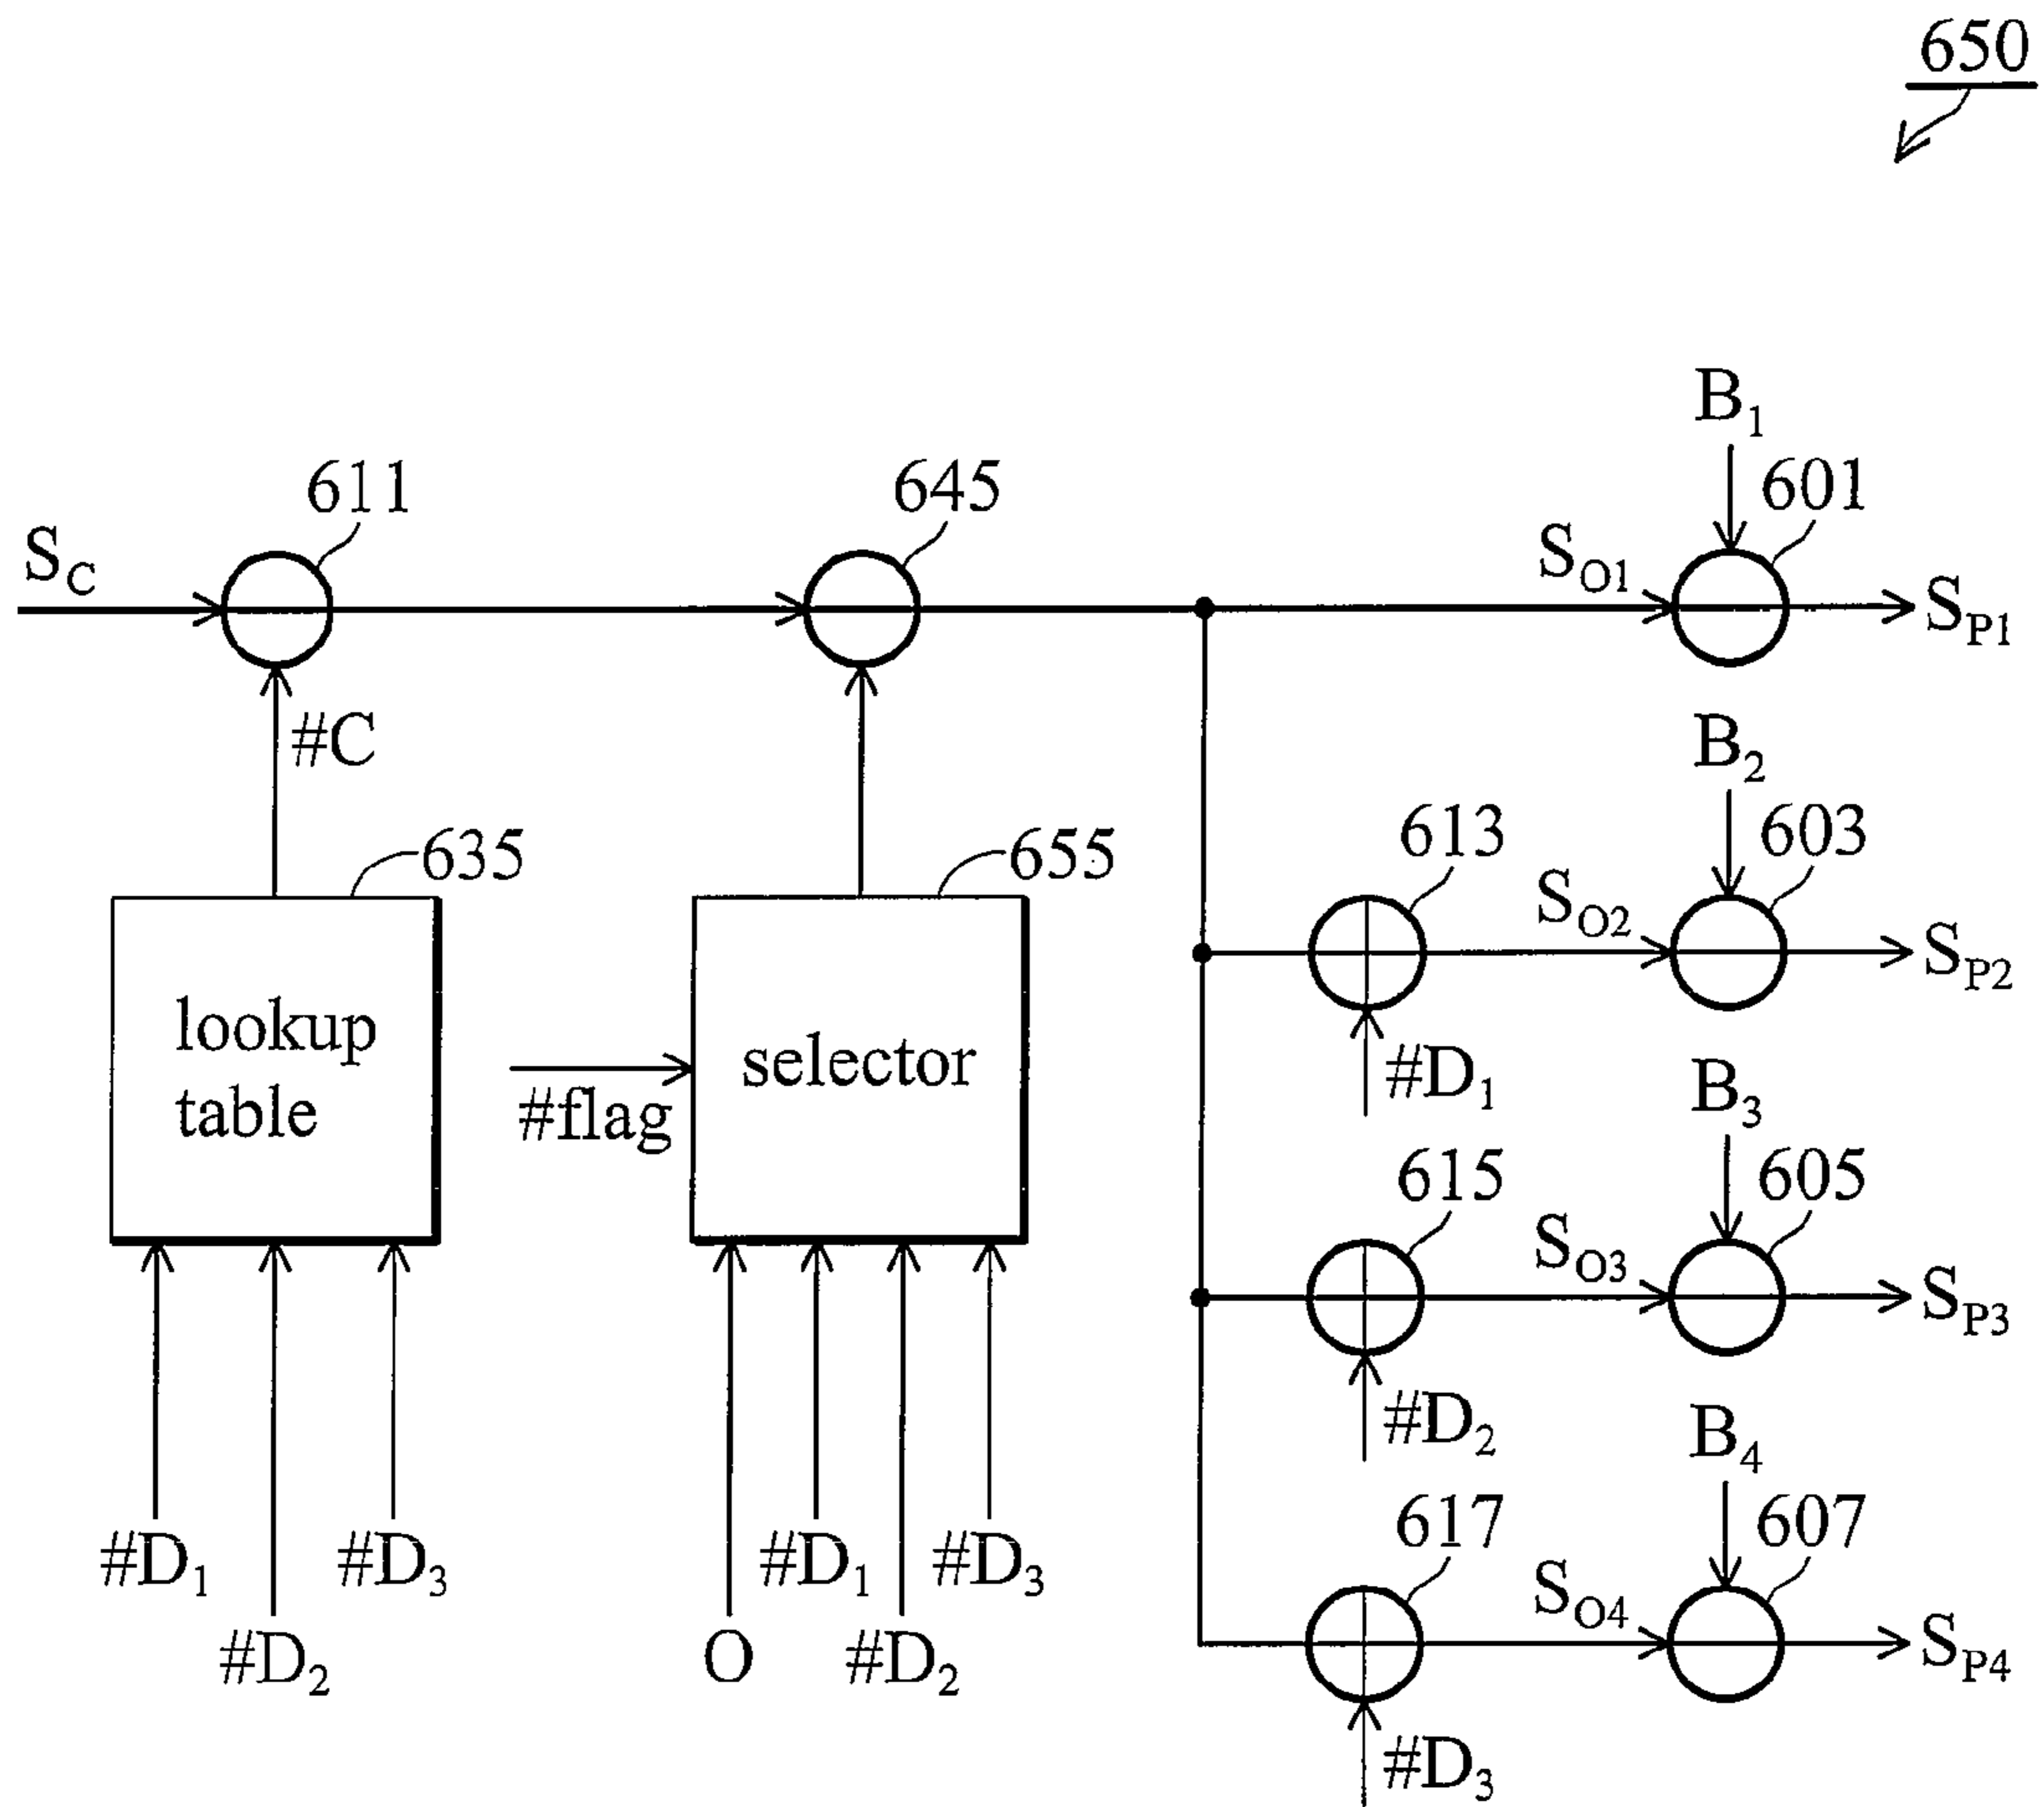 650
B1
611
645
601
SC
SO1
SP1
#C
B2
613
603
635
655
SO2
SP2
lookup
table
selector
#flag
#D1
B3
615
605
SO3
SP3
#D2
B4
617
607
#D1
#D3
#D1
#D3
SO4
SP4
#D2
O
#D2
#D3